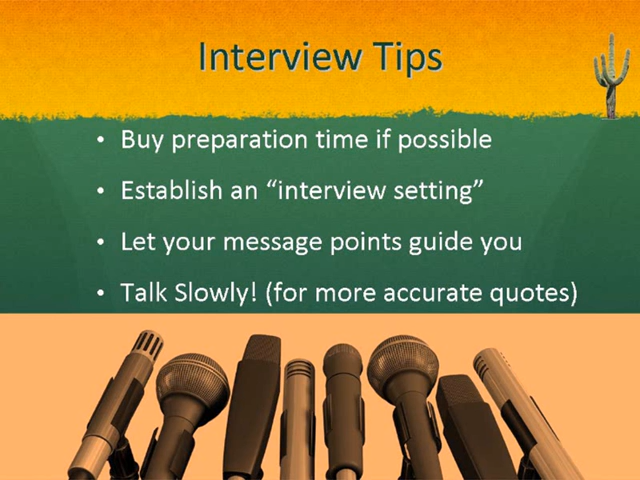 Interview Tips
• Buy preparation time if possible
• Establish an “interview setting”
• Let your message points guide you
• Talk Slowly! (for more accurate quotes)